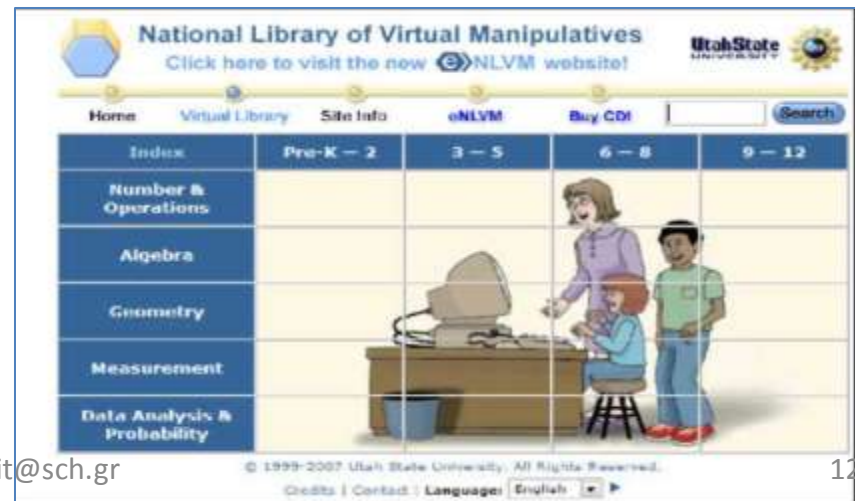 National Library of Virtual Manipulatives
Click here to visit the new eNLVM website!
UtahState
UNIVERSITY
Home Virtual Library Site Info eNLVM Buy CD! Search
Index Pre-K – 2 3 – 5 6 – 8 9 – 12
Number &
Operations
Algebra
Geometry
Measurement
Data Analysis &
Probability
it@sch.gr
12
© 1999-2007 Utah State University. All Rights Reserved.
Credits | Contact | Language: English